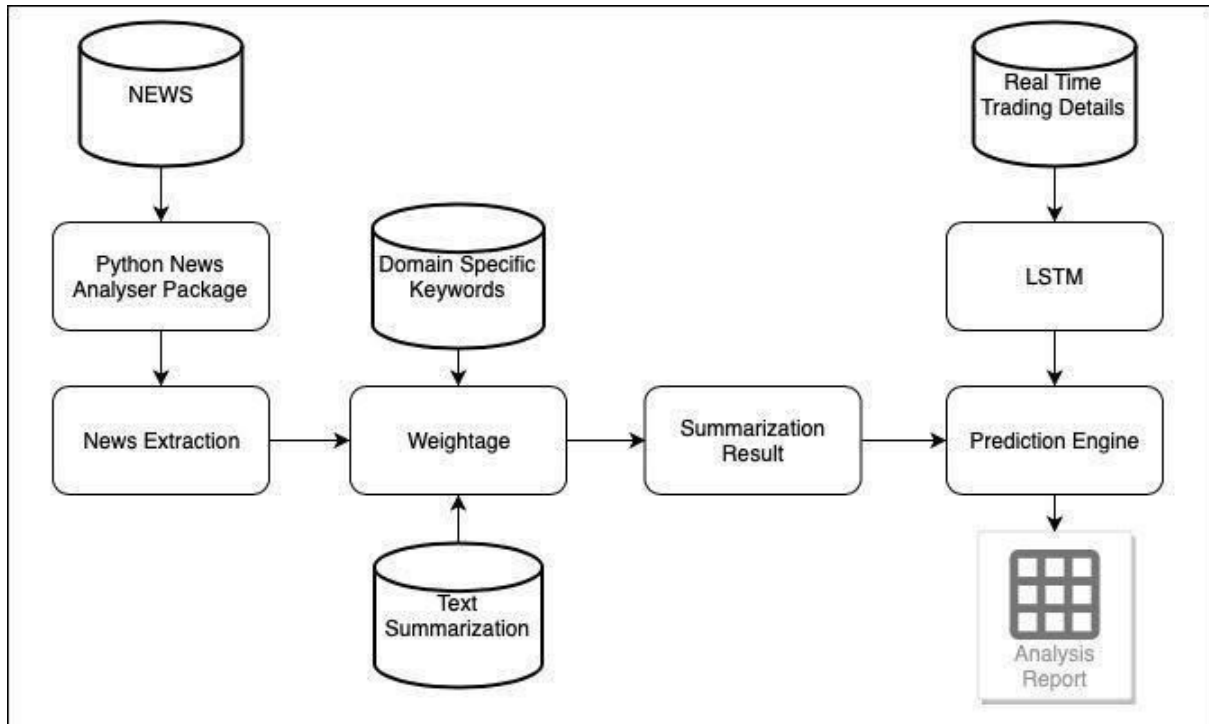 NEWS
Real Time
Trading Details
Python News
Analyser Package
Domain Specific
Keywords
LSTM
News Extraction
Weightage
Summarization
Result
Prediction Engine
Text
Summarization
Analysis
Report